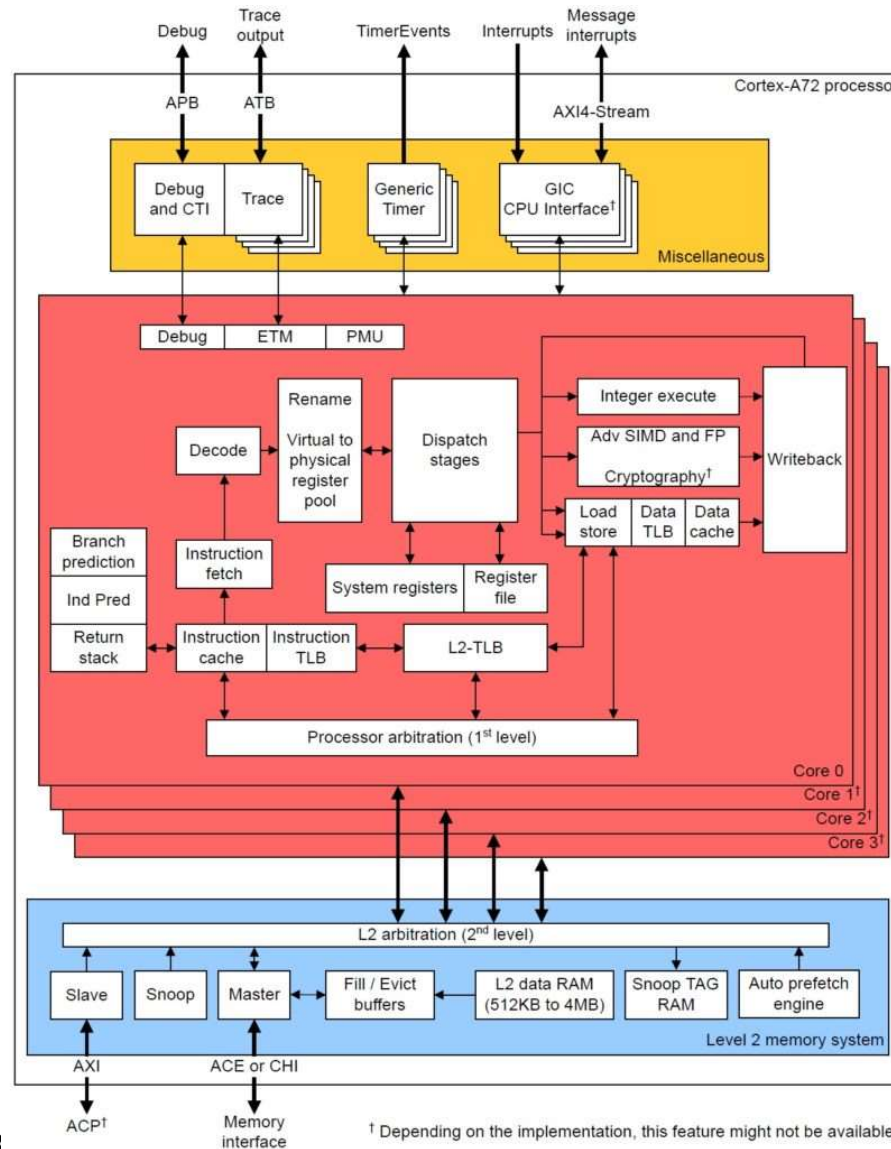 Debug
Trace
output
TimerEvents
Interrupts
Message
interrupts
Cortex-A72 processo
APB
ATB
AXI4-Stream
Debug
and CTI
Trace
Generic
Timer
GIC
CPU Interface†
Miscellaneous
Debug
ETM
PMU
Rename
Virtual to
physical
register
pool
Dispatch
stages
Integer execute
Adv SIMD and FP
Cryptography†
Writeback
Decode
Load
store
Data
TLB
Data
cache
Branch
prediction
Ind Pred
Return
stack
Instruction
fetch
System registers
Register
file
Instruction
cache
Instruction
TLB
L2-TLB
Processor arbitration (1st level)
Core 0
Core 1†
Core 2†
Core 3†
L2 arbitration (2nd level)
Slave
Snoop
Master
Fill / Evict
buffers
L2 data RAM
(512KB to 4MB)
Snoop TAG
RAM
Auto prefetch
engine
Level 2 memory system
AXI
ACE or CHI
ACP†
Memory
interface
† Depending on the implementation, this feature might not be available